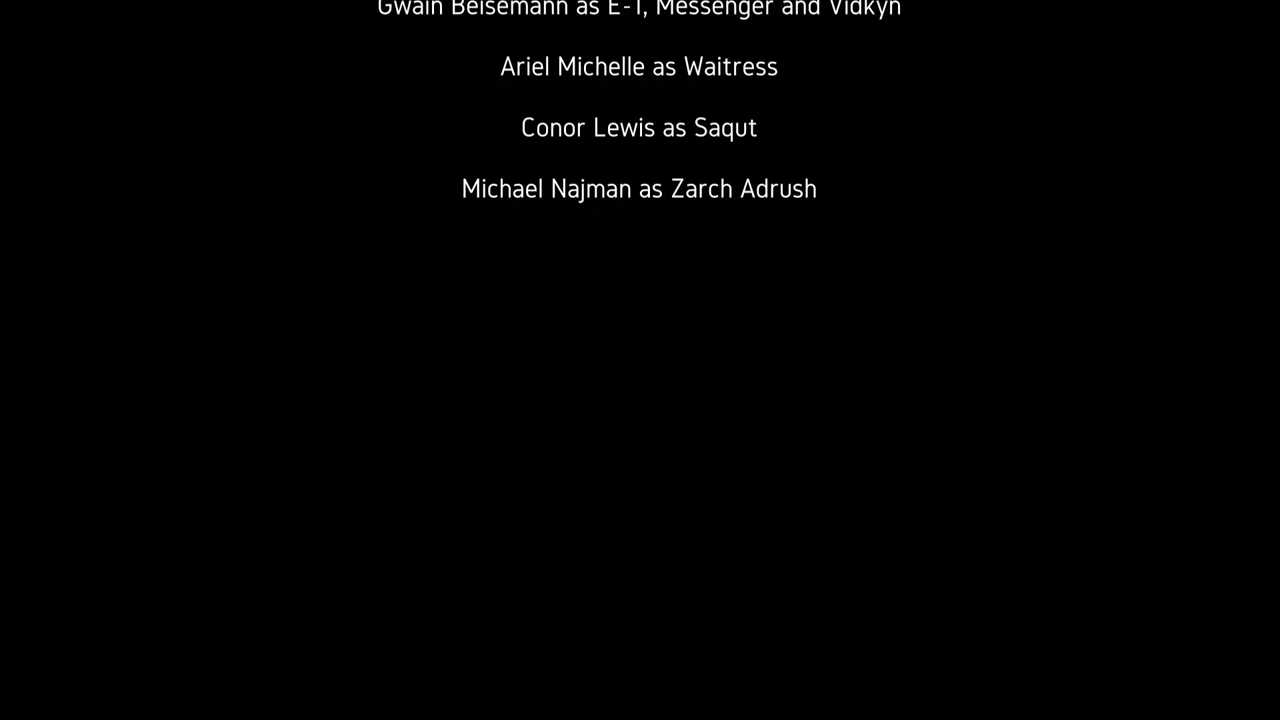 Gwain Beisemann as E-1, Messenger and Vidkyn
Ariel Michelle as Waitress
Conor Lewis as Saqut
Michael Najman as Zarch Adrush